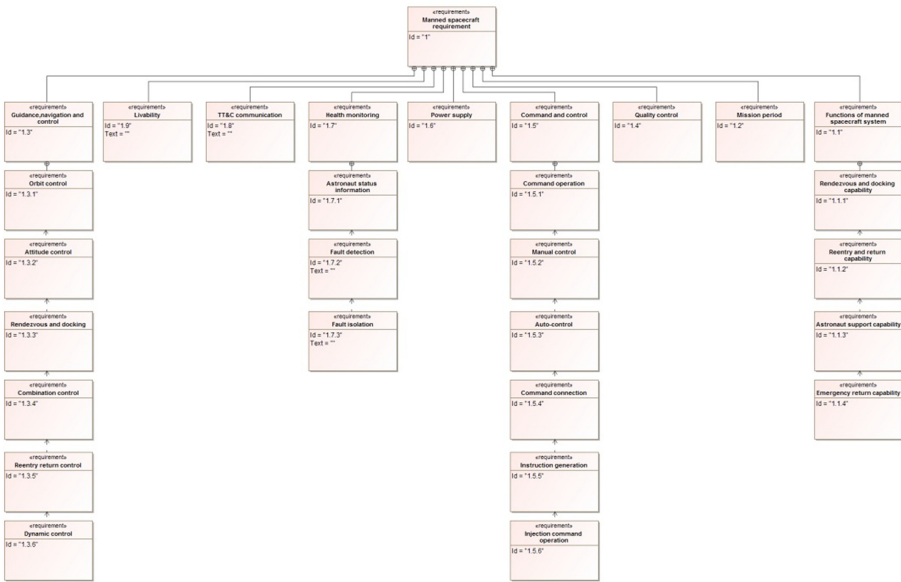 «requirement»
Manned spacecraft
requirement
Id = "1"
«requirement»
Guidance,navigation and
control
Id = "1.3"
«requirement»
Livability
Id = "1.9"
Text = ""
«requirement»
TT&C communication
Id = "1.8"
Text = ""
«requirement»
Health monitoring
Id = "1.7"
«requirement»
Power supply
Id = "1.6"
«requirement»
Command and control
Id = "1.5"
«requirement»
Quality control
Id = "1.4"
«requirement»
Mission period
Id = "1.2"
«requirement»
Functions of manned
spacecraft system
Id = "1.1"
«requirement»
Orbit control
Id = "1.3.1"
«requirement»
Astronaut status
information
Id = "1.7.1"
«requirement»
Command operation
Id = "1.5.1"
«requirement»
Rendezvous and docking
capability
Id = "1.1.1"
«requirement»
Attitude control
Id = "1.3.2"
«requirement»
Fault detection
Id = "1.7.2"
Text = ""
«requirement»
Manual control
Id = "1.5.2"
«requirement»
Reentry and return
capability
Id = "1.1.2"
«requirement»
Rendezvous and docking
Id = "1.3.3"
«requirement»
Fault isolation
Id = "1.7.3"
Text = ""
«requirement»
Auto-control
Id = "1.5.3"
«requirement»
Astronaut support capability
Id = "1.1.3"
«requirement»
Combination control
Id = "1.3.4"
«requirement»
Command connection
Id = "1.5.4"
«requirement»
Emergency return capability
Id = "1.1.4"
«requirement»
Reentry return control
Id = "1.3.5"
«requirement»
Instruction generation
Id = "1.5.5"
«requirement»
Dynamic control
Id = "1.3.6"
«requirement»
Injection command
operation
Id = "1.5.6"